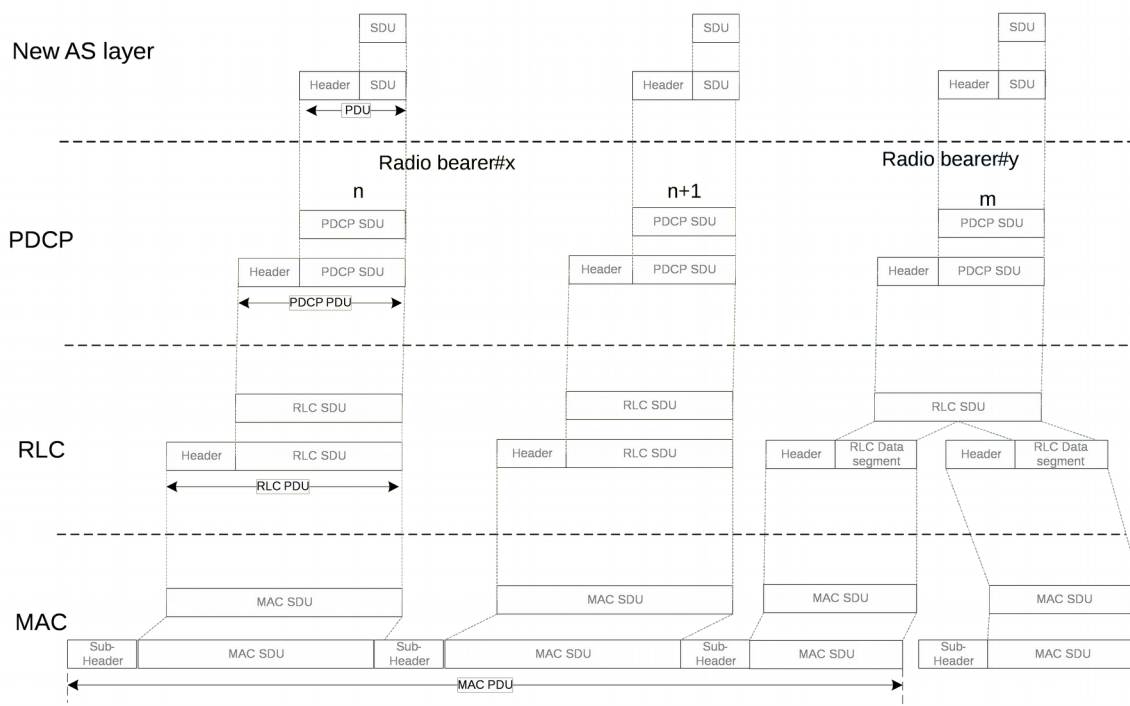 SDU
SDU
SDU
New AS layer
Header
SDU
Header
SDU
Header
SDU
PDU
Radio bearer#x
Radio bearer#y
n
n+1
m
PDCP SDU
PDCP SDU
PDCP SDU
PDCP
Header
PDCP SDU
Header
PDCP SDU
Header
PDCP SDU
PDCP PDU
RLC SDU
RLC SDU
RLC SDU
RLC
Header
RLC SDU
Header
RLC SDU
Header
RLC Data
segment
Header
RLC Data
segment
RLC PDU
MAC SDU
MAC SDU
MAC SDU
MAC SDU
MAC
Sub-
Header
MAC SDU
Sub-
Header
MAC SDU
Sub-
Header
MAC SDU
Sub-
Header
MAC SDU
MAC PDU